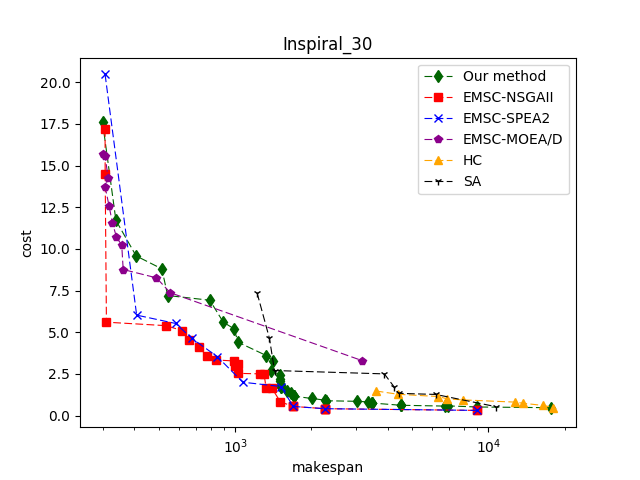 Inspiral_30
Our method
EMSC-NSGAII
EMSC-SPEA2
EMSC-MOEA/D
HC
SA
20.0
17.5
15.0
12.5
10.0
7.5
5.0
2.5
0.0
cost
10³
10⁴
makespan